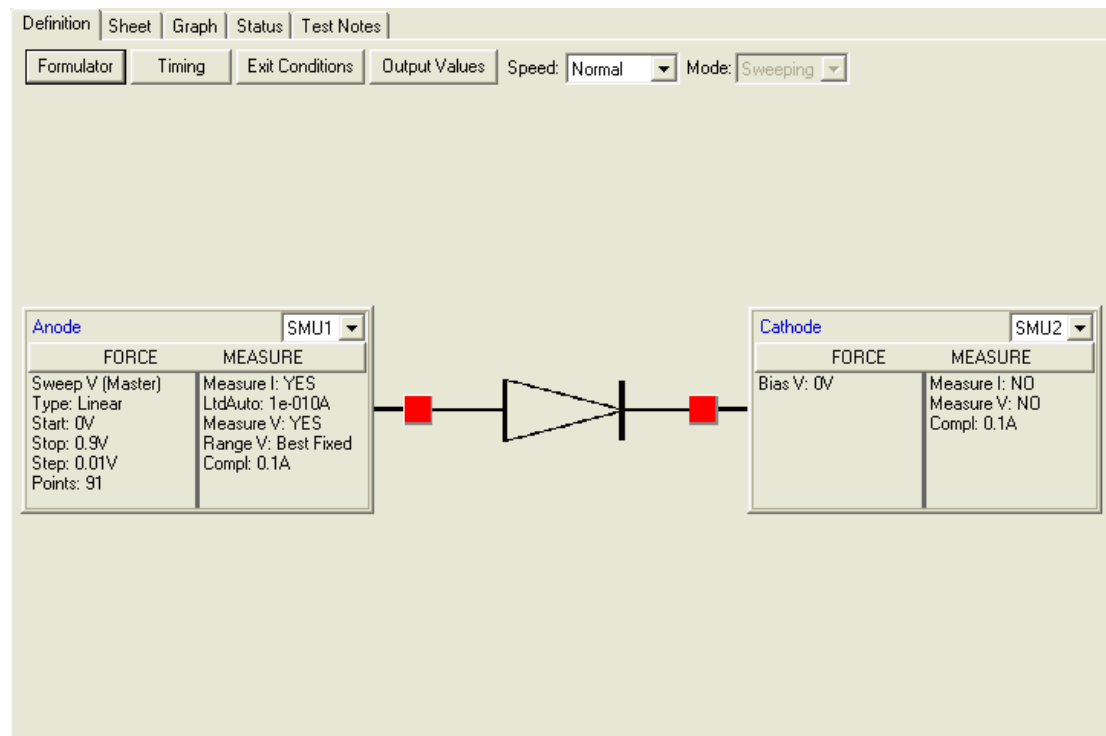 Definition Sheet Graph Status Test Notes
Formulator Timing Exit Conditions Output Values Speed: Normal Mode: Sweeping
Anode SMU1
FORCE MEASURE
Sweep V (Master)
Type: Linear
Start: 0V
Stop: 0.9V
Step: 0.01V
Points: 91
Measure I: YES
LtdAuto: 1e-010A
Measure V: YES
Range V: Best Fixed
Compl: 0.1A
Cathode SMU2
FORCE MEASURE
Bias V: 0V
Measure I: NO
Measure V: NO
Compl: 0.1A